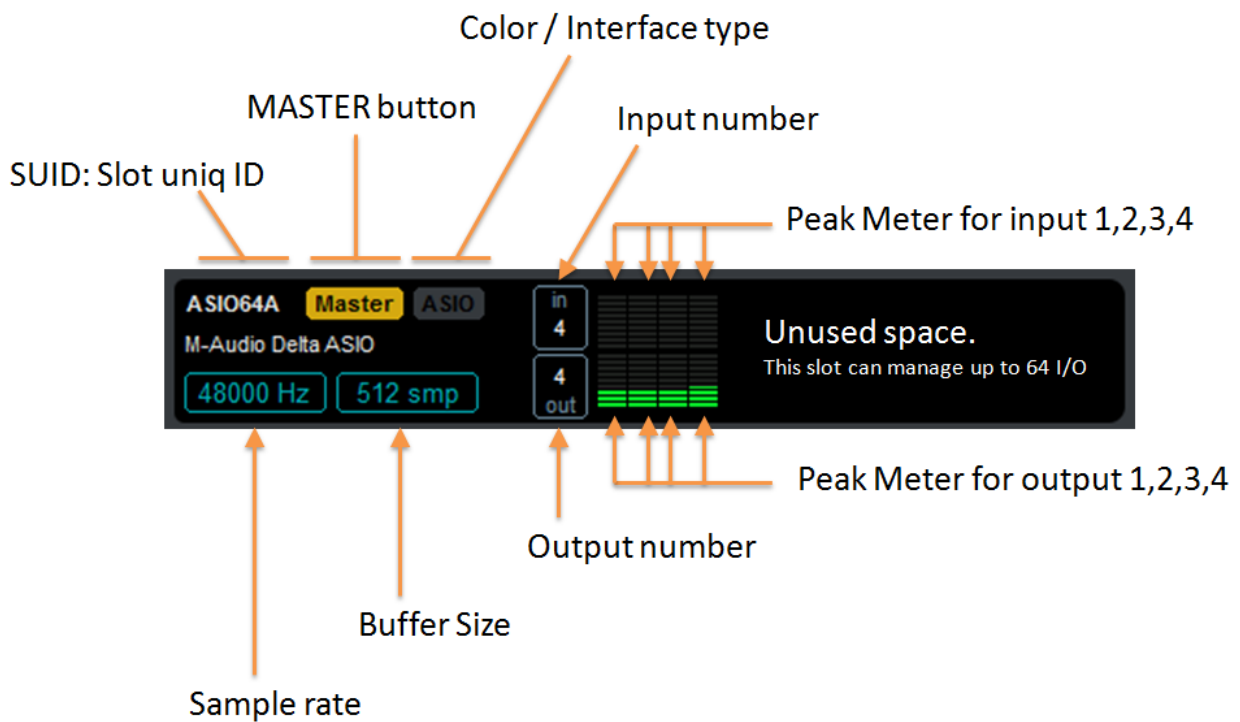 Color / Interface type
MASTER button
Input number
SUID: Slot uniq ID
Peak Meter for input 1,2,3,4
ASIO64A Master ASIO in
4
M-Audio Delta ASIO
Unused space.
This slot can manage up to 64 I/O
48000 Hz 512 smp 4
out
Peak Meter for output 1,2,3,4
Output number
Buffer Size
Sample rate